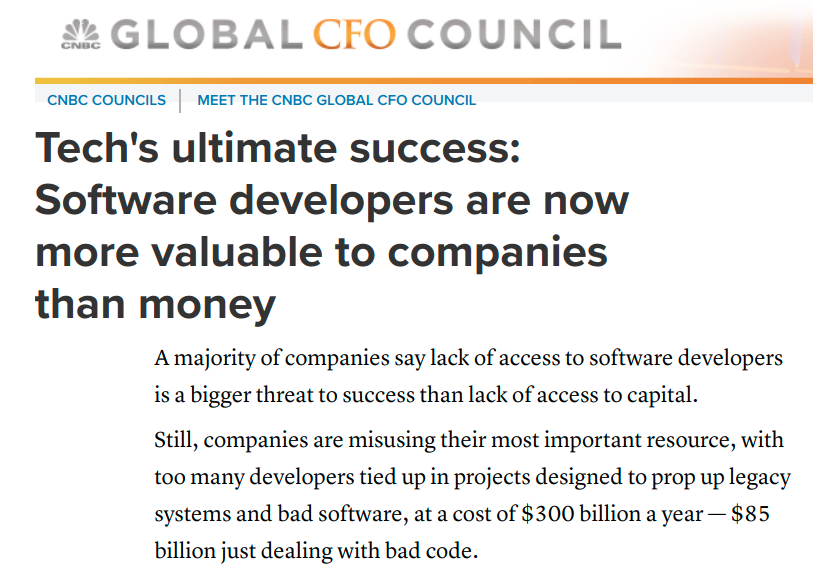 CNBC GLOBAL CFO COUNCIL
CNBC COUNCILS | MEET THE CNBC GLOBAL CFO COUNCIL
Tech's ultimate success:
Software developers are now
more valuable to companies
than money
A majority of companies say lack of access to software developers
is a bigger threat to success than lack of access to capital.
Still, companies are misusing their most important resource, with
too many developers tied up in projects designed to prop up legacy
systems and bad software, at a cost of $300 billion a year — $85
billion just dealing with bad code.